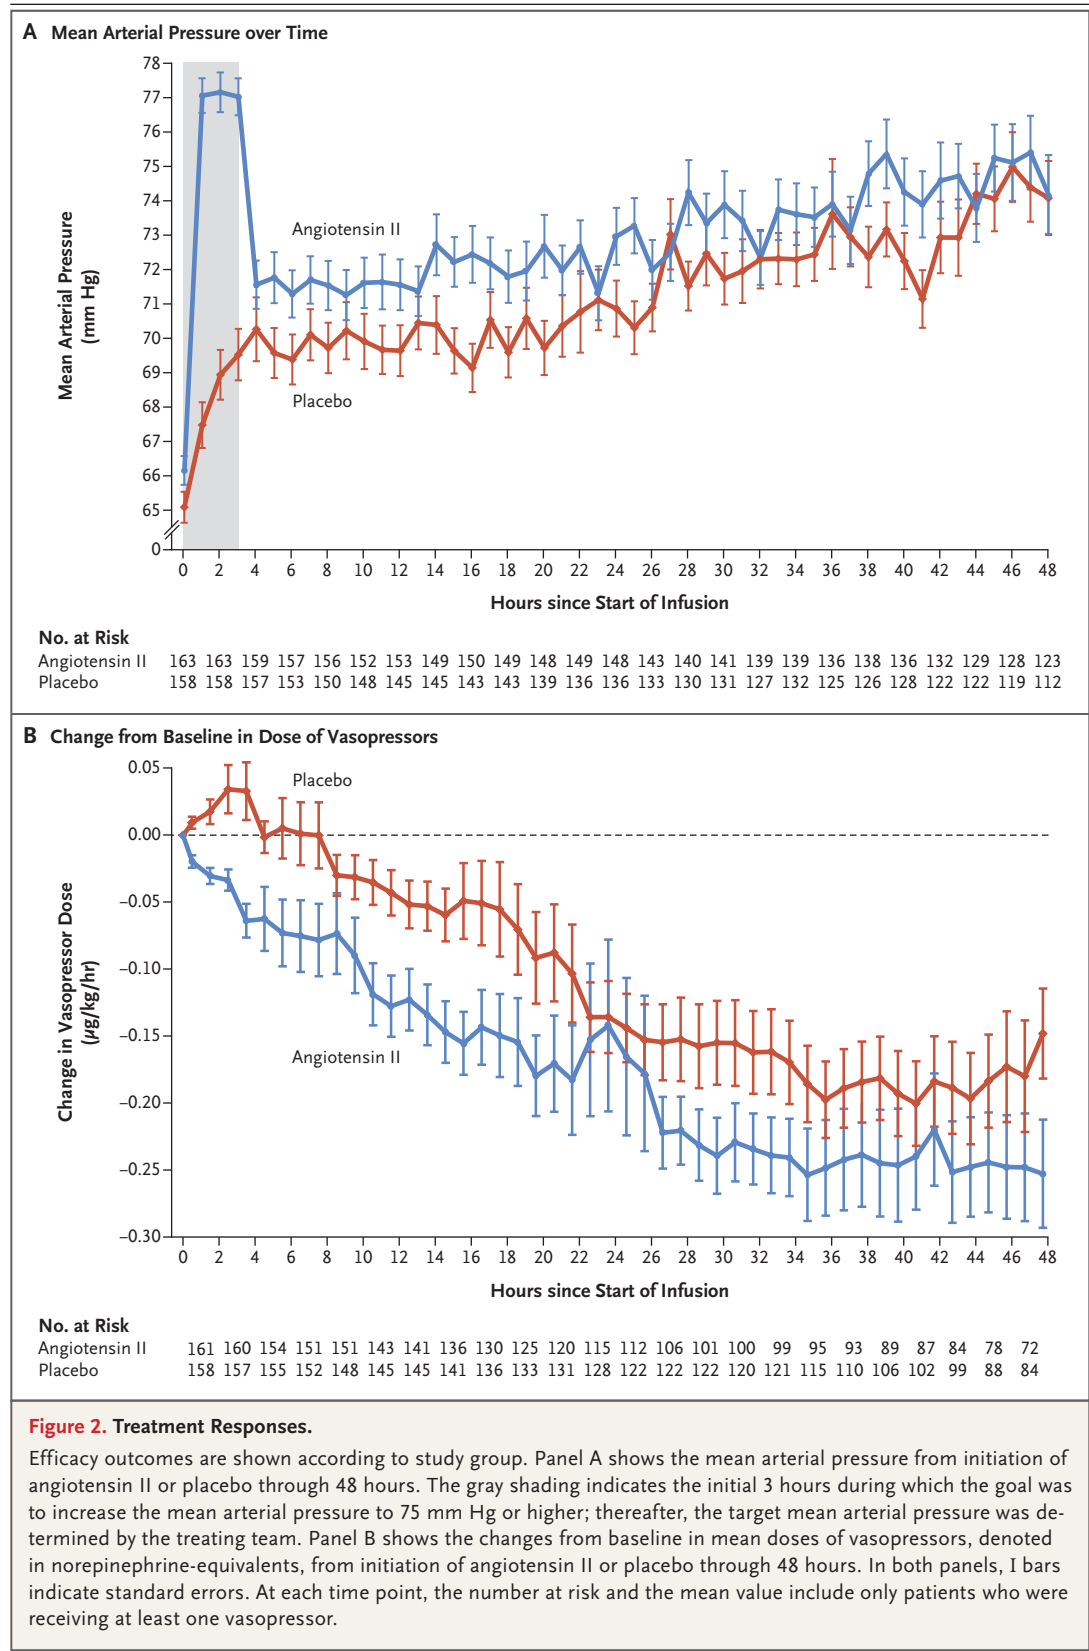 A Mean Arterial Pressure over Time
78
77
76
75
74
73
72
71
70
69
68
67
66
65
0
Mean Arterial Pressure
(mm Hg)
Angiotensin II
Placebo
0 2 4 6 8 10 12 14 16 18 20 22 24 26 28 30 32 34 36 38 40 42 44 46 48
Hours since Start of Infusion
No. at Risk
Angiotensin II 163 163 159 157 156 152 153 149 150 149 148 149 148 143 140 141 139 139 136 138 136 132 129 128 123
Placebo 158 158 157 153 150 148 145 145 143 143 139 136 136 133 130 131 127 132 125 126 128 122 122 119 112
B Change from Baseline in Dose of Vasopressors
0.05
0.00
−0.05
−0.10
−0.15
−0.20
−0.25
−0.30
Change in Vasopressor Dose
(μg/kg/hr)
Placebo
Angiotensin II
0 2 4 6 8 10 12 14 16 18 20 22 24 26 28 30 32 34 36 38 40 42 44 46 48
Hours since Start of Infusion
No. at Risk
Angiotensin II 161 160 154 151 151 143 141 136 130 125 120 115 112 106 101 100 99 95 93 89 87 84 78 72
Placebo 158 157 155 152 148 145 145 141 136 133 131 128 122 122 122 120 121 115 110 106 102 99 88 84
Figure 2. Treatment Responses.
Efficacy outcomes are shown according to study group. Panel A shows the mean arterial pressure from initiation of
angiotensin II or placebo through 48 hours. The gray shading indicates the initial 3 hours during which the goal was
to increase the mean arterial pressure to 75 mm Hg or higher; thereafter, the target mean arterial pressure was de-
termined by the treating team. Panel B shows the changes from baseline in mean doses of vasopressors, denoted
in norepinephrine-equivalents, from initiation of angiotensin II or placebo through 48 hours. In both panels, I bars
indicate standard errors. At each time point, the number at risk and the mean value include only patients who were
receiving at least one vasopressor.